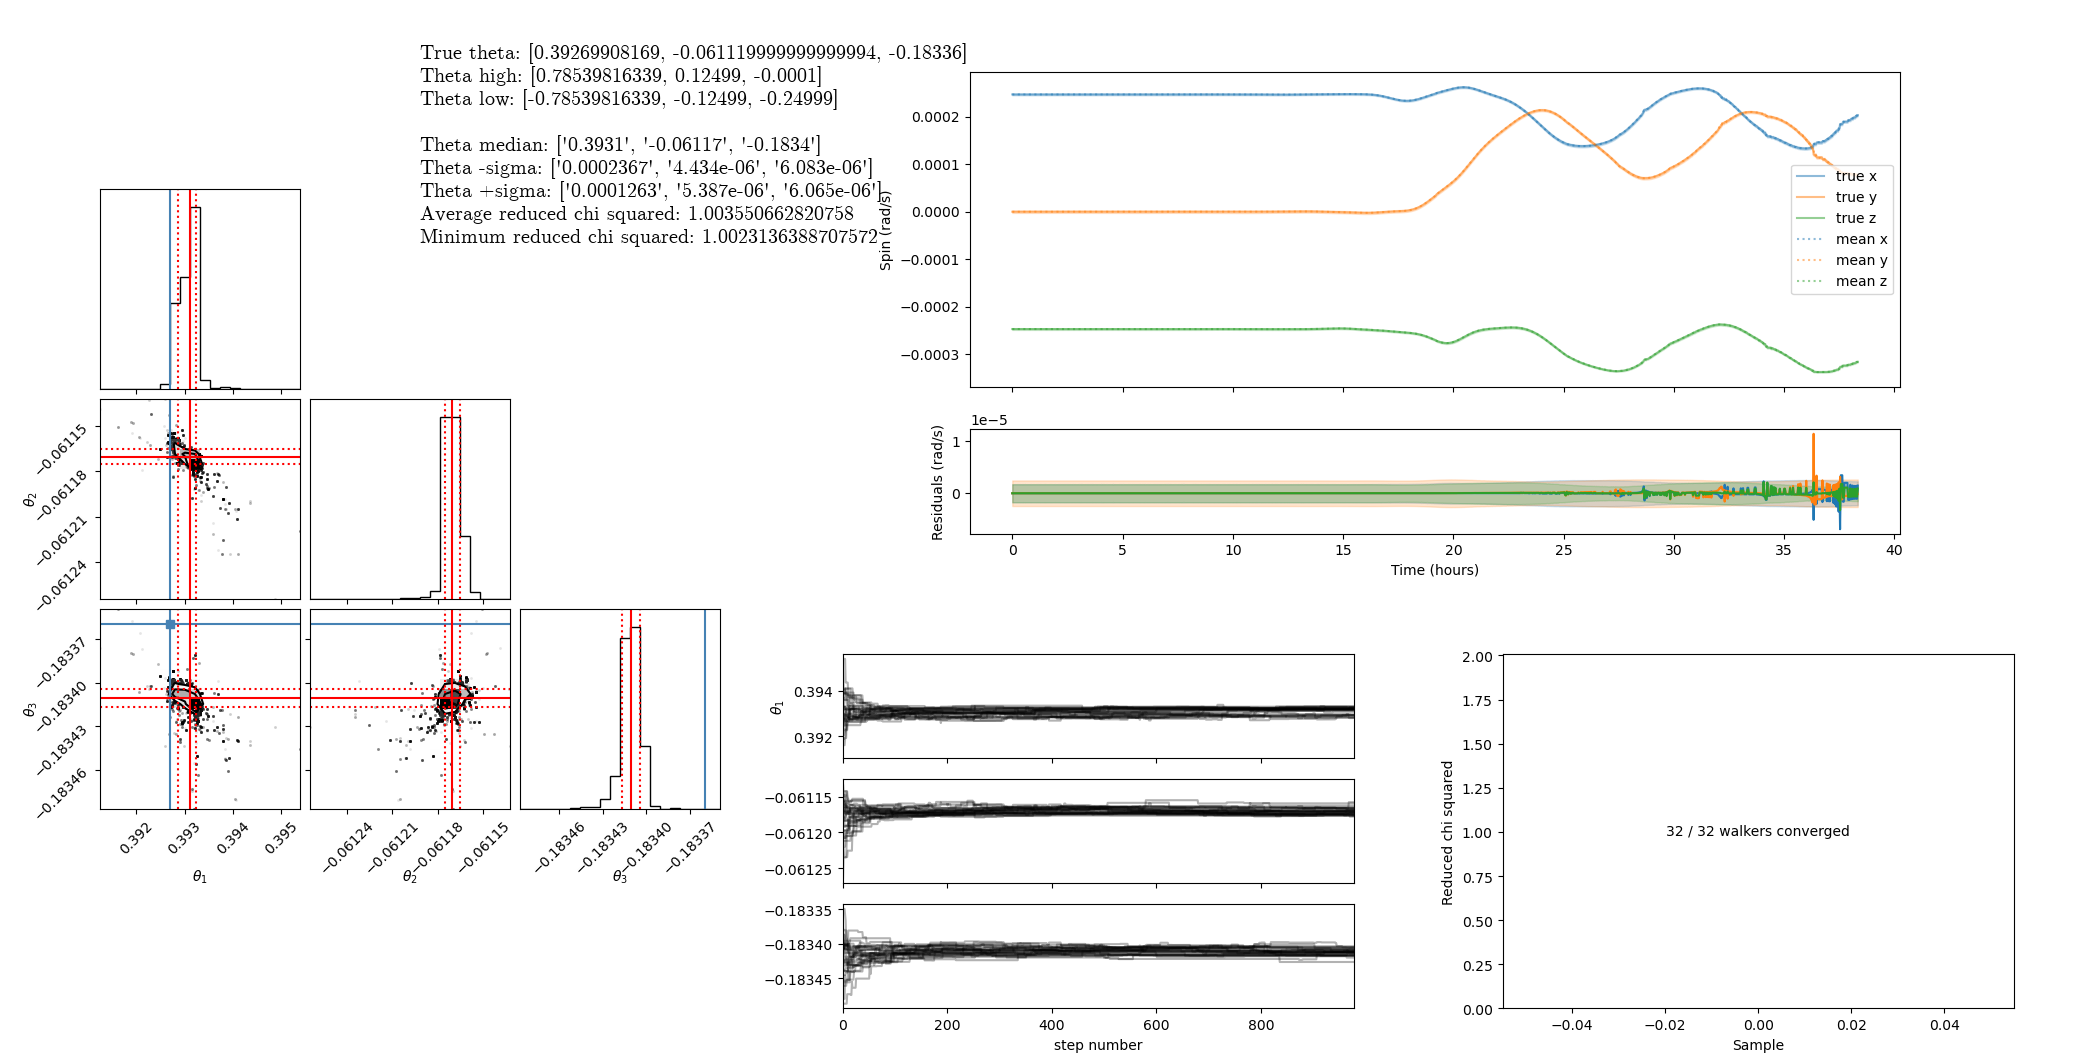 True theta: [0.39269908169, -0.061119999999999994, -0.18336]
Theta high: [0.78539816339, 0.12499, -0.0001]
Theta low: [-0.78539816339, -0.12499, -0.24999]
Theta median: ['0.3931', '-0.06117', '-0.1834']
Theta -sigma: ['0.0002367', '4.434e-06', '6.083e-06']
Theta +sigma: ['0.0001263', '5.387e-06', '6.065e-06']
Average reduced chi squared: 1.003550662820758
Minimum reduced chi squared: 1.0023136388707572
Spin (rad/s)
0.0002
0.0001
0.0000
−0.0001
−0.0002
−0.0003
true x
true y
true z
mean x
mean y
mean z
1e−5
Residuals (rad/s)
1
0
0 5 10 15 20 25 30 35 40
Time (hours)
θ2
−0.06115
−0.06118
−0.06121
−0.06124
θ3
−0.18337
−0.18340
−0.18343
−0.18346
0.392 0.393 0.394 0.395
θ1
−0.06124 −0.06121 −0.06118 −0.06115
θ2
−0.18346 −0.18343 −0.18340 −0.18337
θ3
θ1
0.394
0.392
−0.06115
−0.06120
−0.06125
−0.18335
−0.18340
−0.18345
0 200 400 600 800
step number
Reduced chi squared
2.00
1.75
1.50
1.25
1.00
0.75
0.50
0.25
0.00
32 / 32 walkers converged
−0.04 −0.02 0.00 0.02 0.04
Sample